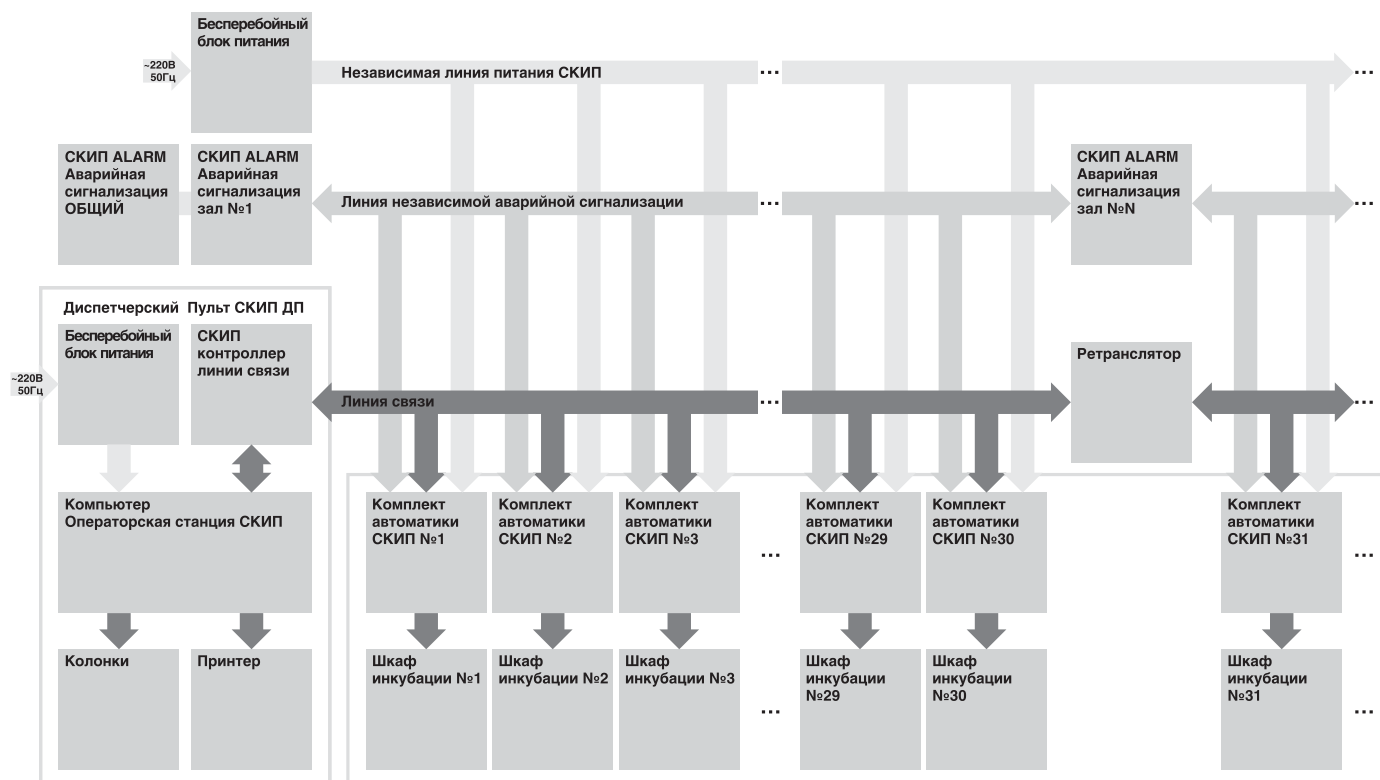 Бесперебойный
блок питания
~220В
50Гц
Независимая линия питания СКИП
...
...
СКИП ALARM
Аварийная
сигнализация
ОБЩИЙ
СКИП ALARM
Аварийная
сигнализация
зал №1
Линия независимой аварийной сигнализации
...
СКИП ALARM
Аварийная
сигнализация
зал №N
...
Диспетчерский Пульт СКИП ДП
Бесперебойный
блок питания
~220В
50Гц
СКИП
контроллер
линии связи
Линия связи
...
Ретранслятор
...
Компьютер
Операторская станция СКИП
Комплект
автоматики
СКИП №1
Комплект
автоматики
СКИП №2
Комплект
автоматики
СКИП №3
...
Комплект
автоматики
СКИП №29
Комплект
автоматики
СКИП №30
Комплект
автоматики
СКИП №31
...
Колонки
Принтер
Шкаф
инкубации №1
Шкаф
инкубации №2
Шкаф
инкубации №3
...
Шкаф
инкубации
№29
Шкаф
инкубации
№30
Шкаф
инкубации
№31
...